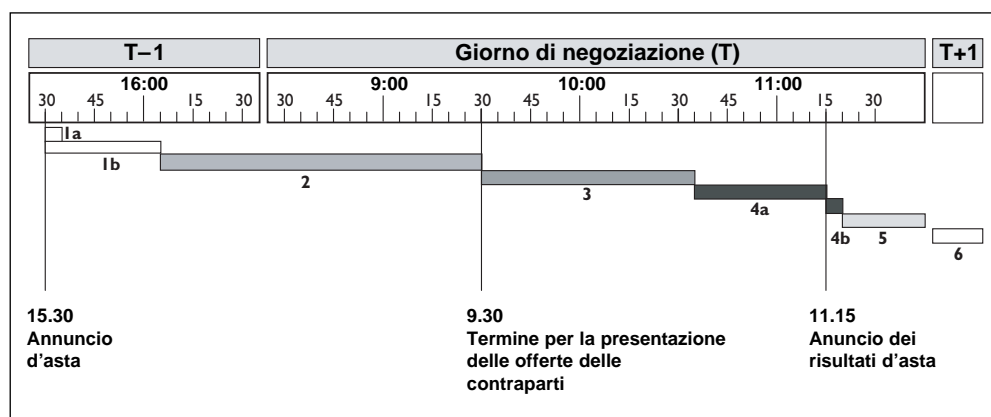 T–1 Giorno di negoziazione (T) T+1
16:00 9:00 10:00 11:00
30 45 15 30 30 45 15 30 45 15 30 45 15 30
1a
1b
2
3
4a
4b
5
6
15.30
Annuncio
d'asta
9.30
Termine per la presentazione
delle offerte delle
contraparti
11.15
Anuncio dei
risultati d'asta